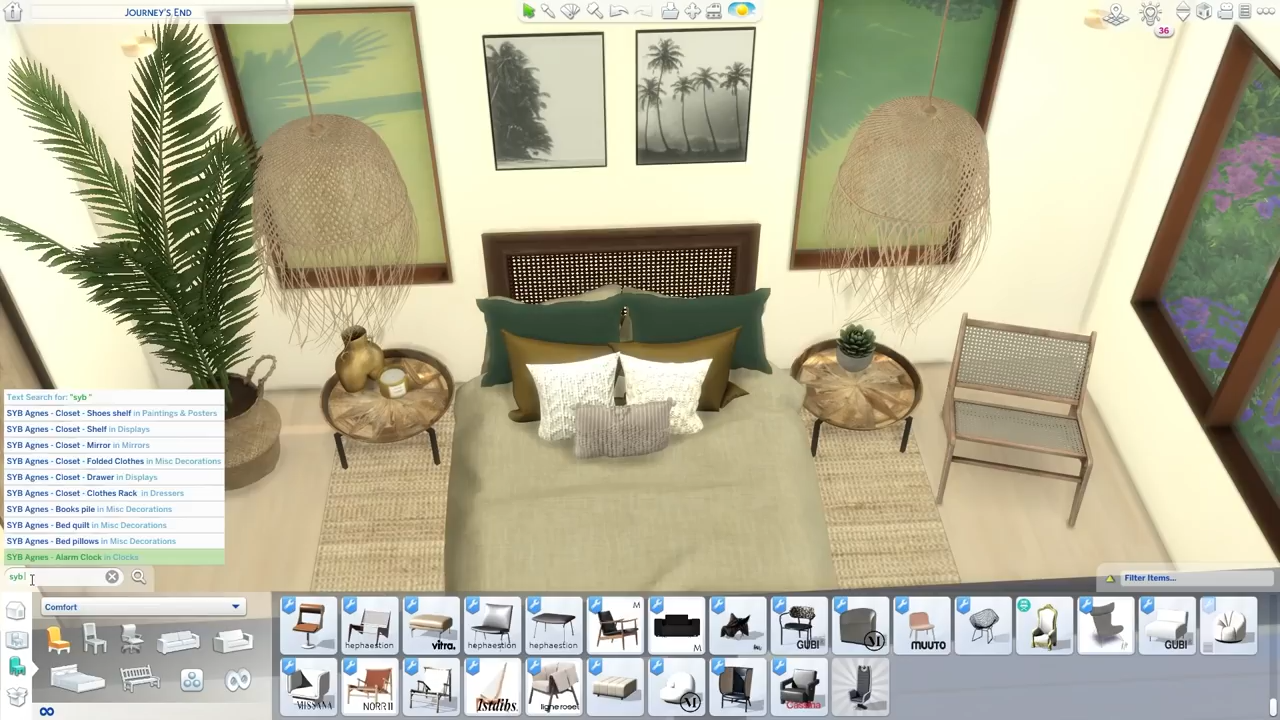 JOURNEY'S END
36
Text Search for: "syb "
SYB Agnes - Closet - Shoes shelf in Paintings & Posters
SYB Agnes - Closet - Shelf in Displays
SYB Agnes - Closet - Mirror in Mirrors
SYB Agnes - Closet - Folded Clothes in Misc Decorations
SYB Agnes - Closet - Drawer in Displays
SYB Agnes - Closet - Clothes Rack in Dressers
SYB Agnes - Books pile in Misc Decorations
SYB Agnes - Bed quilt in Misc Decorations
SYB Agnes - Bed pillows in Misc Decorations
SYB Agnes - Alarm Clock in Clocks
syb
Filter Items...
Comfort
hephaestion
vitra.
hephaestion
hephaestion
M
M
GUBI
M
muuto
GUBI
MISSANA
NORR11
1stdibs
ligne roset
M
Cassina